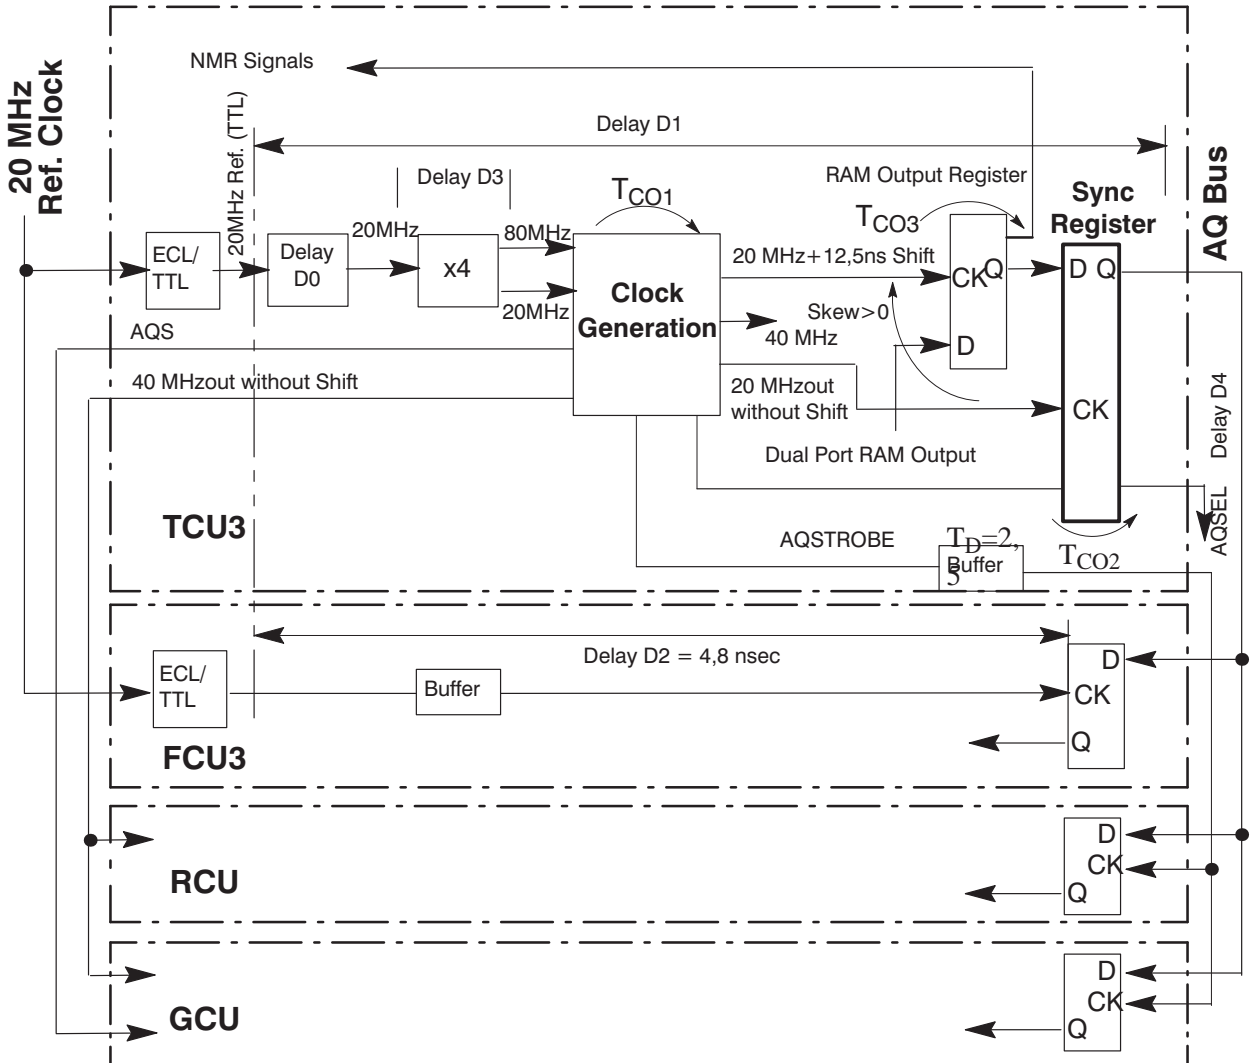 20 MHz
Ref. Clock
NMR Signals
20MHz Ref. (TTL)
Delay D1
Delay D3
TCO1
RAM Output Register
TCO3
Sync
Register
AQ Bus
ECL/
TTL
Delay
D0
20MHz
x4
80MHz
20MHz
Clock
Generation
20 MHz+12,5ns Shift
CK
Q
D
D Q
CK
Skew>0
40 MHz
AQS
40 MHzout without Shift
20 MHzout
without Shift
Dual Port RAM Output
Delay D4
AQSEL
TCU3
AQSTROBE
TD=2,
5
Buffer
TCO2
Delay D2 = 4,8 nsec
ECL/
TTL
Buffer
D
CK
Q
FCU3
D
CK
Q
RCU
D
CK
Q
GCU